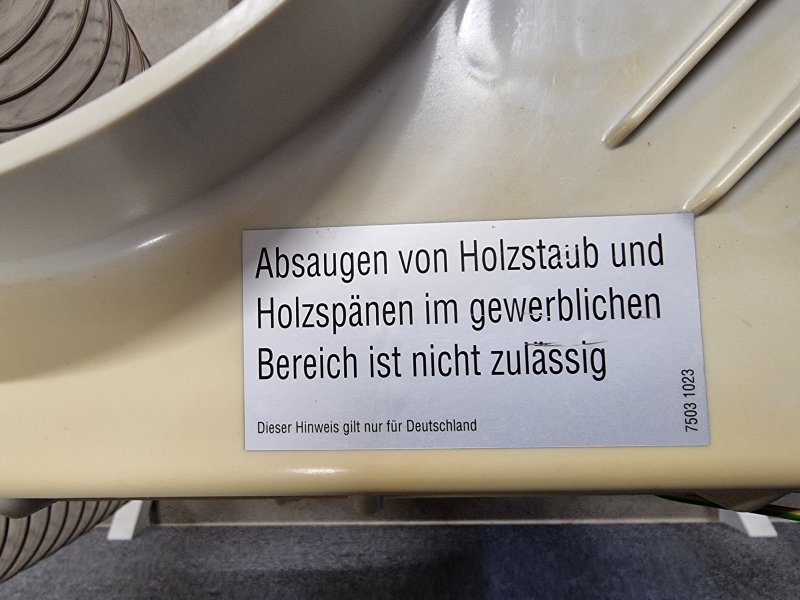 Absaugen von Holzstaub und
Holzspänen im gewerblichen
Bereich ist nicht zulässig
Dieser Hinweis gilt nur für Deutschland
7503 1023